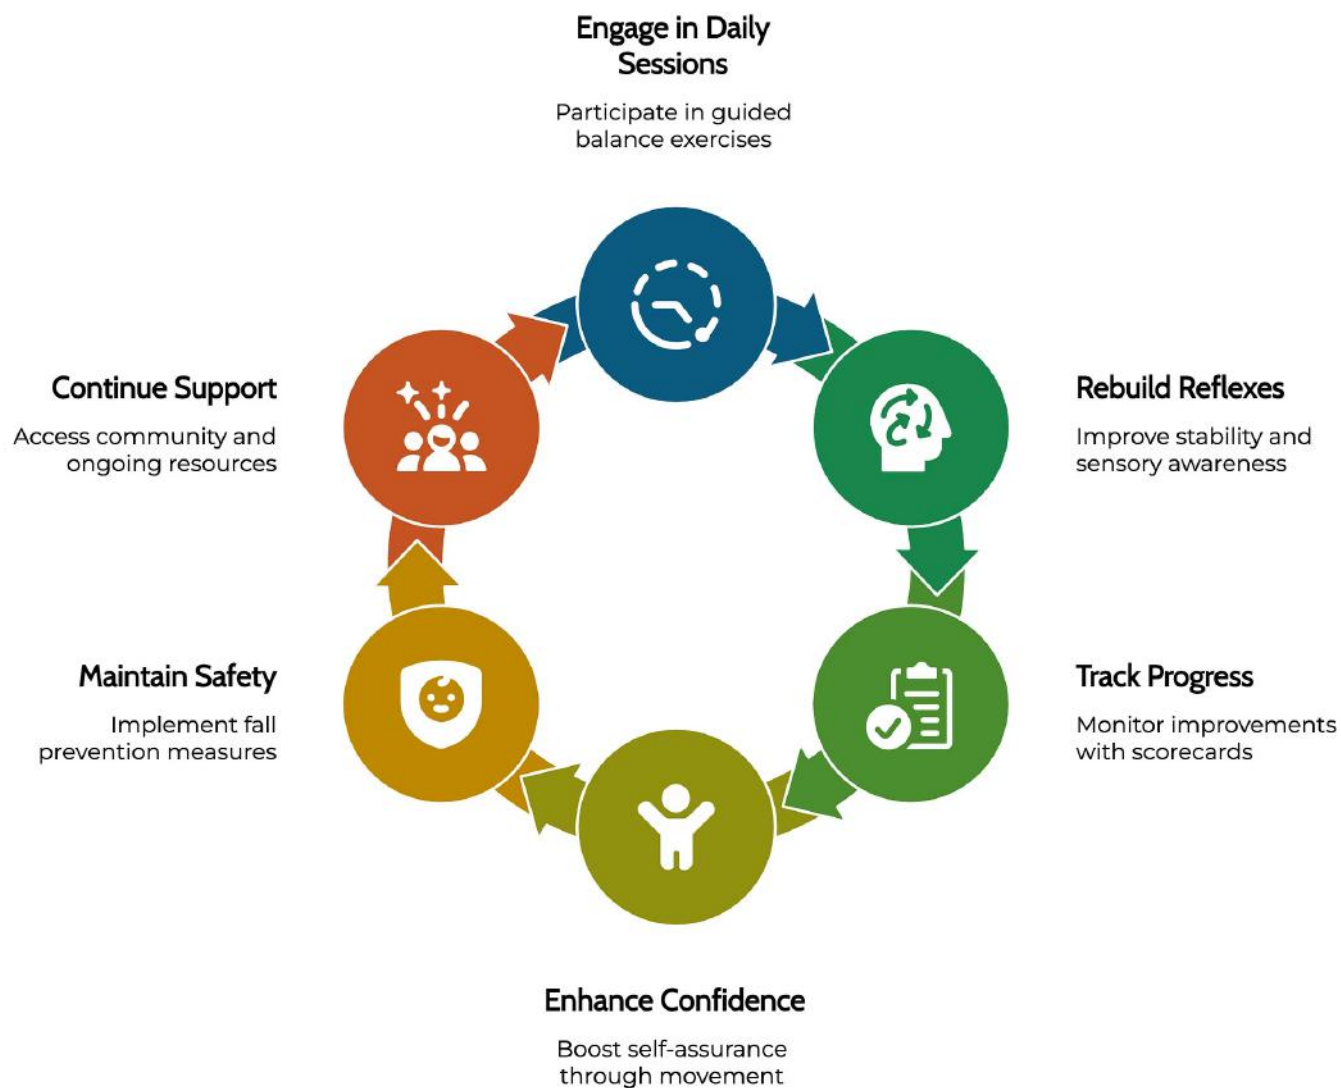 Engage in Daily
Sessions
Participate in guided
balance exercises
Rebuild Reflexes
Improve stability and
sensory awareness
Track Progress
Monitor improvements
with scorecards
Enhance Confidence
Boost self-assurance
through movement
Maintain Safety
Implement fall
prevention measures
Continue Support
Access community and
ongoing resources